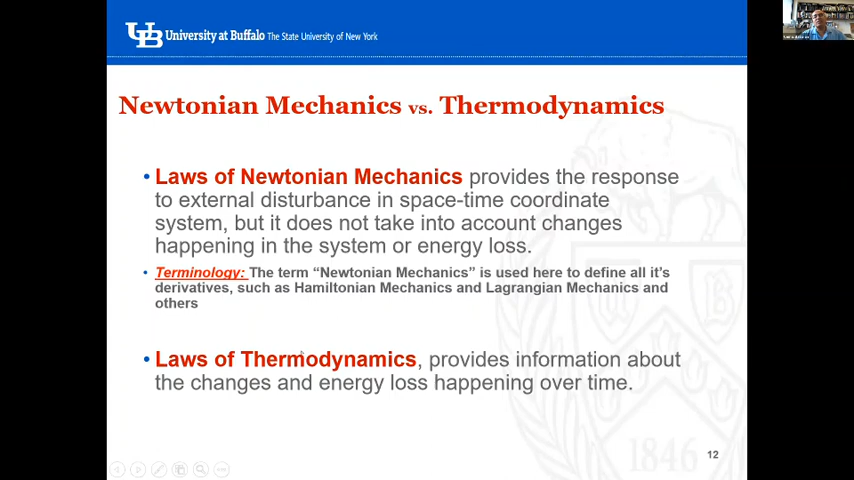 UB University at Buffalo The State University of New York
Newtonian Mechanics vs. Thermodynamics
• Laws of Newtonian Mechanics provides the response
to external disturbance in space-time coordinate
system, but it does not take into account changes
happening in the system or energy loss.
• Terminology: The term “Newtonian Mechanics” is used here to define all it’s
derivatives, such as Hamiltonian Mechanics and Lagrangian Mechanics and
others
• Laws of Thermodynamics, provides information about
the changes and energy loss happening over time.
1846
12